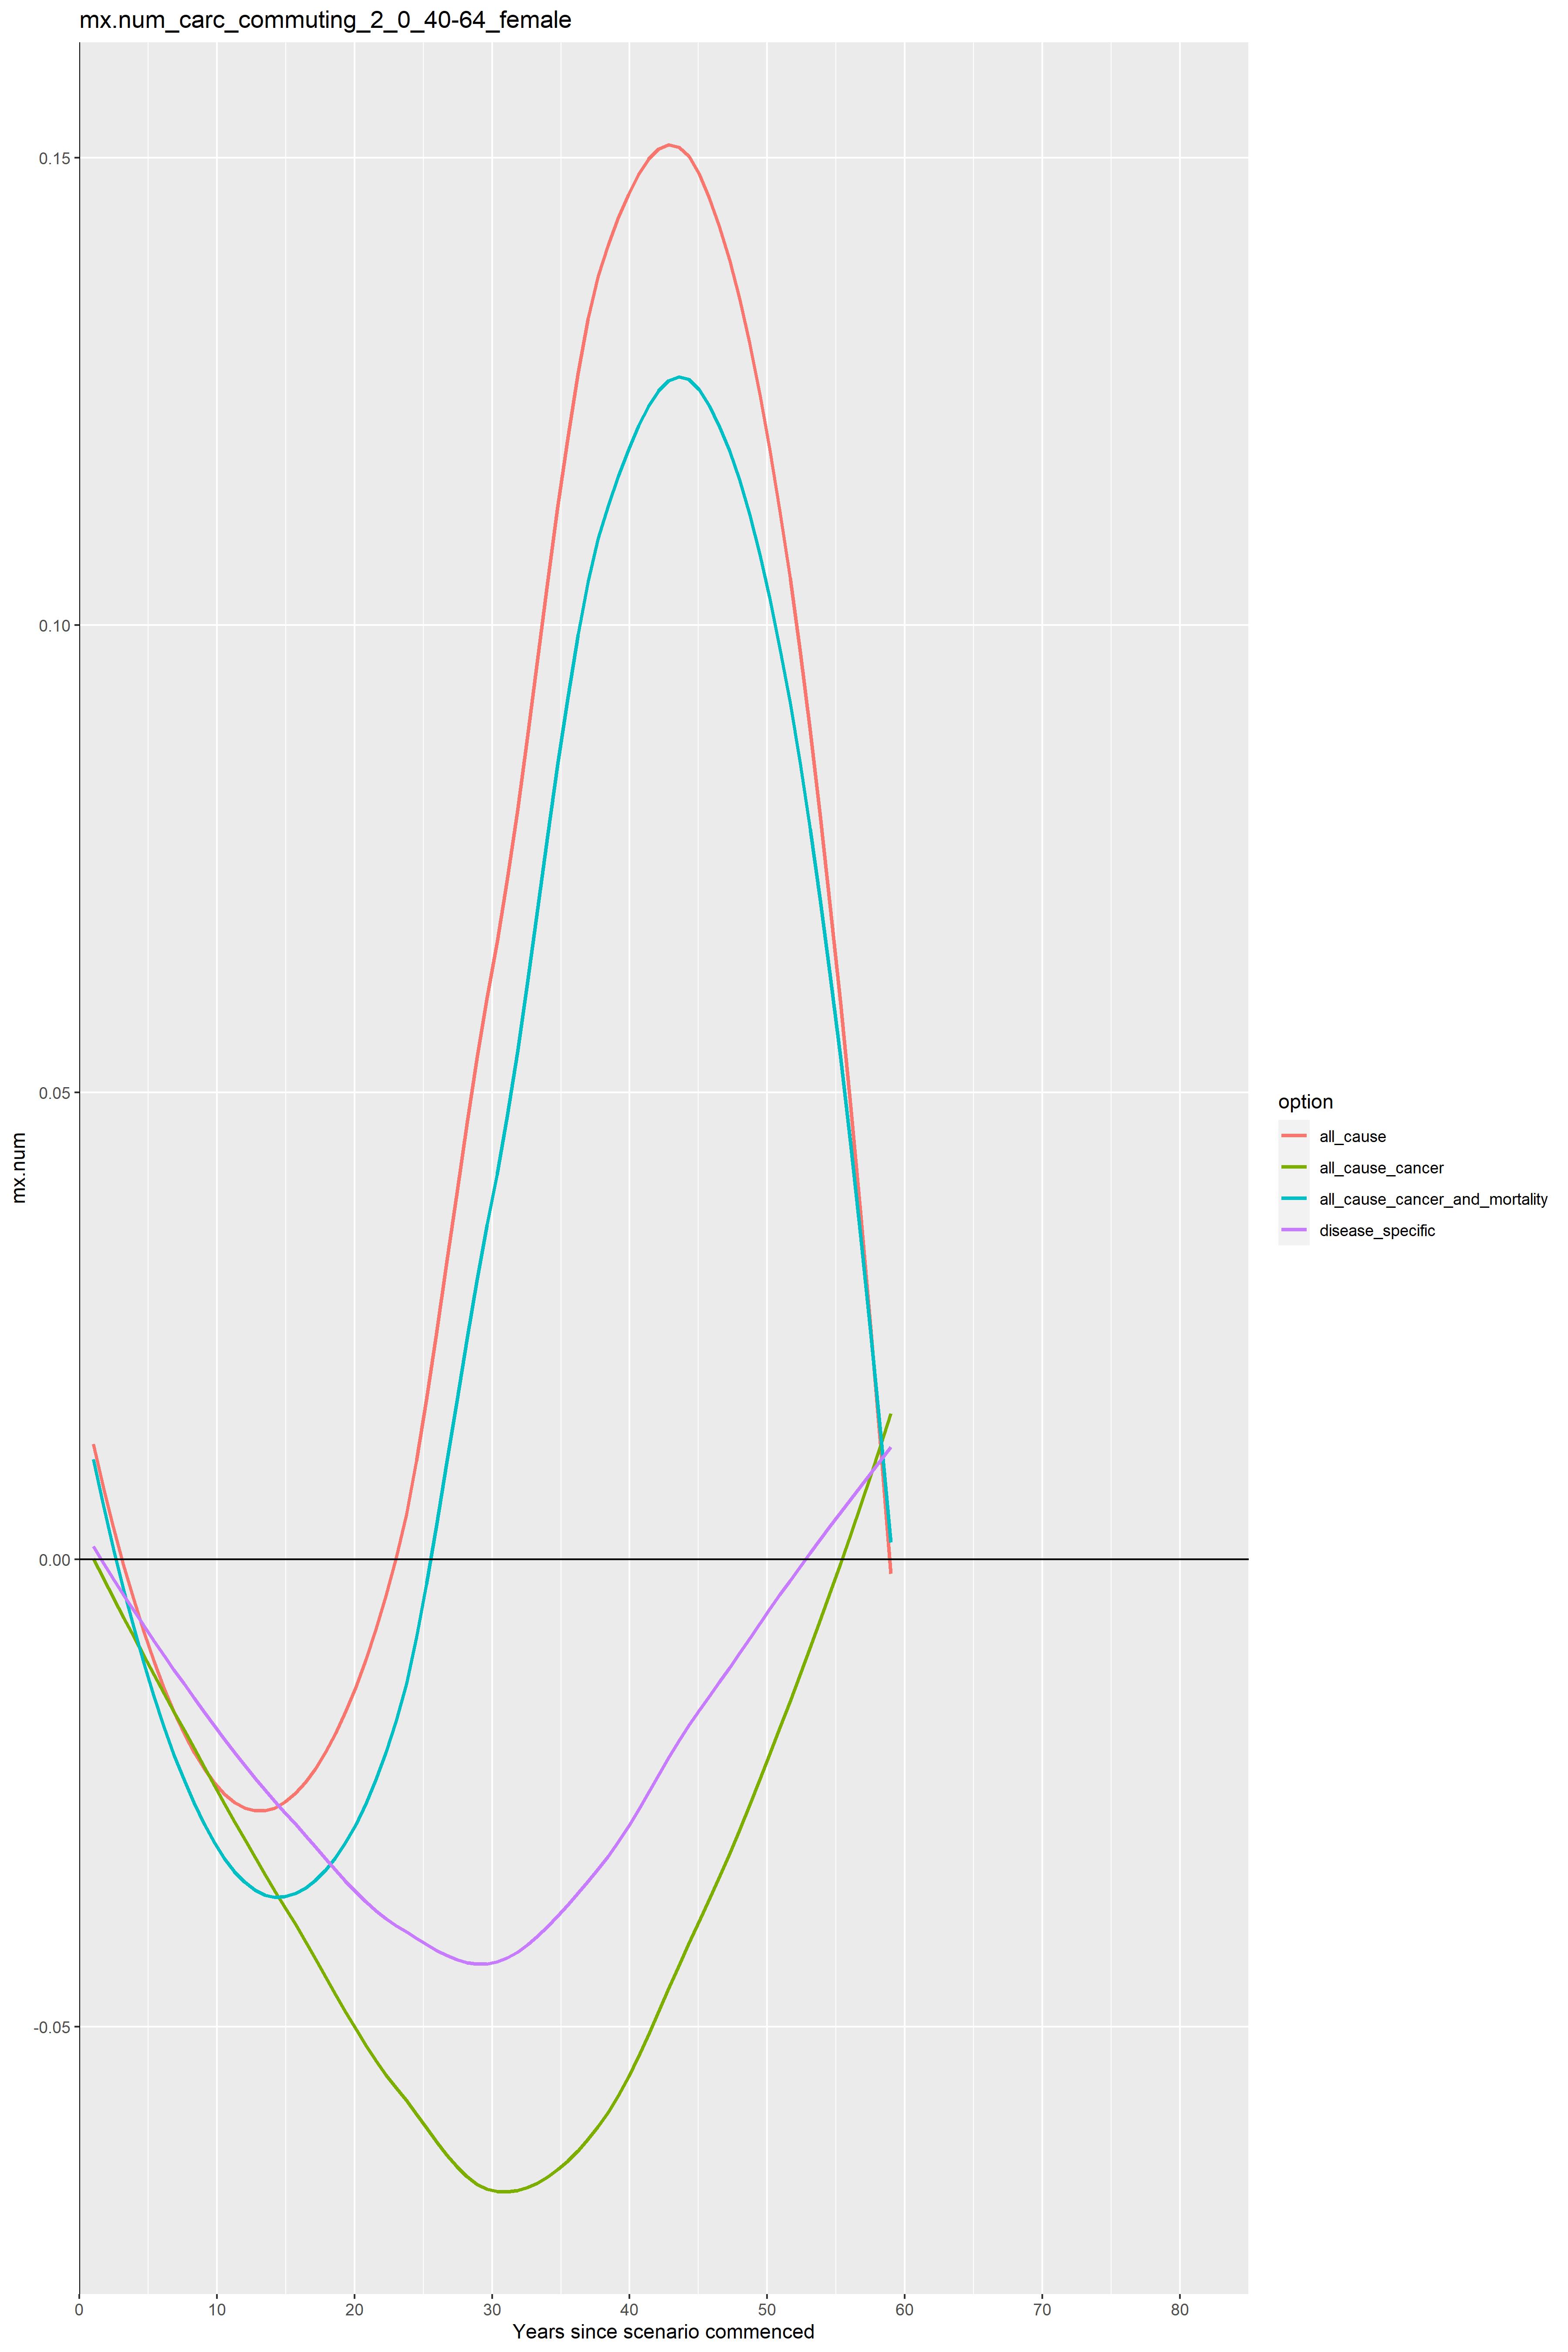 mx.num_carc_commuting_2_0_40-64_female
mx.num
0.15
0.10
0.05
0.00
-0.05
0 10 20 30 40 50 60 70 80
Years since scenario commenced
option
all_cause
all_cause_cancer
all_cause_cancer_and_mortality
disease_specific